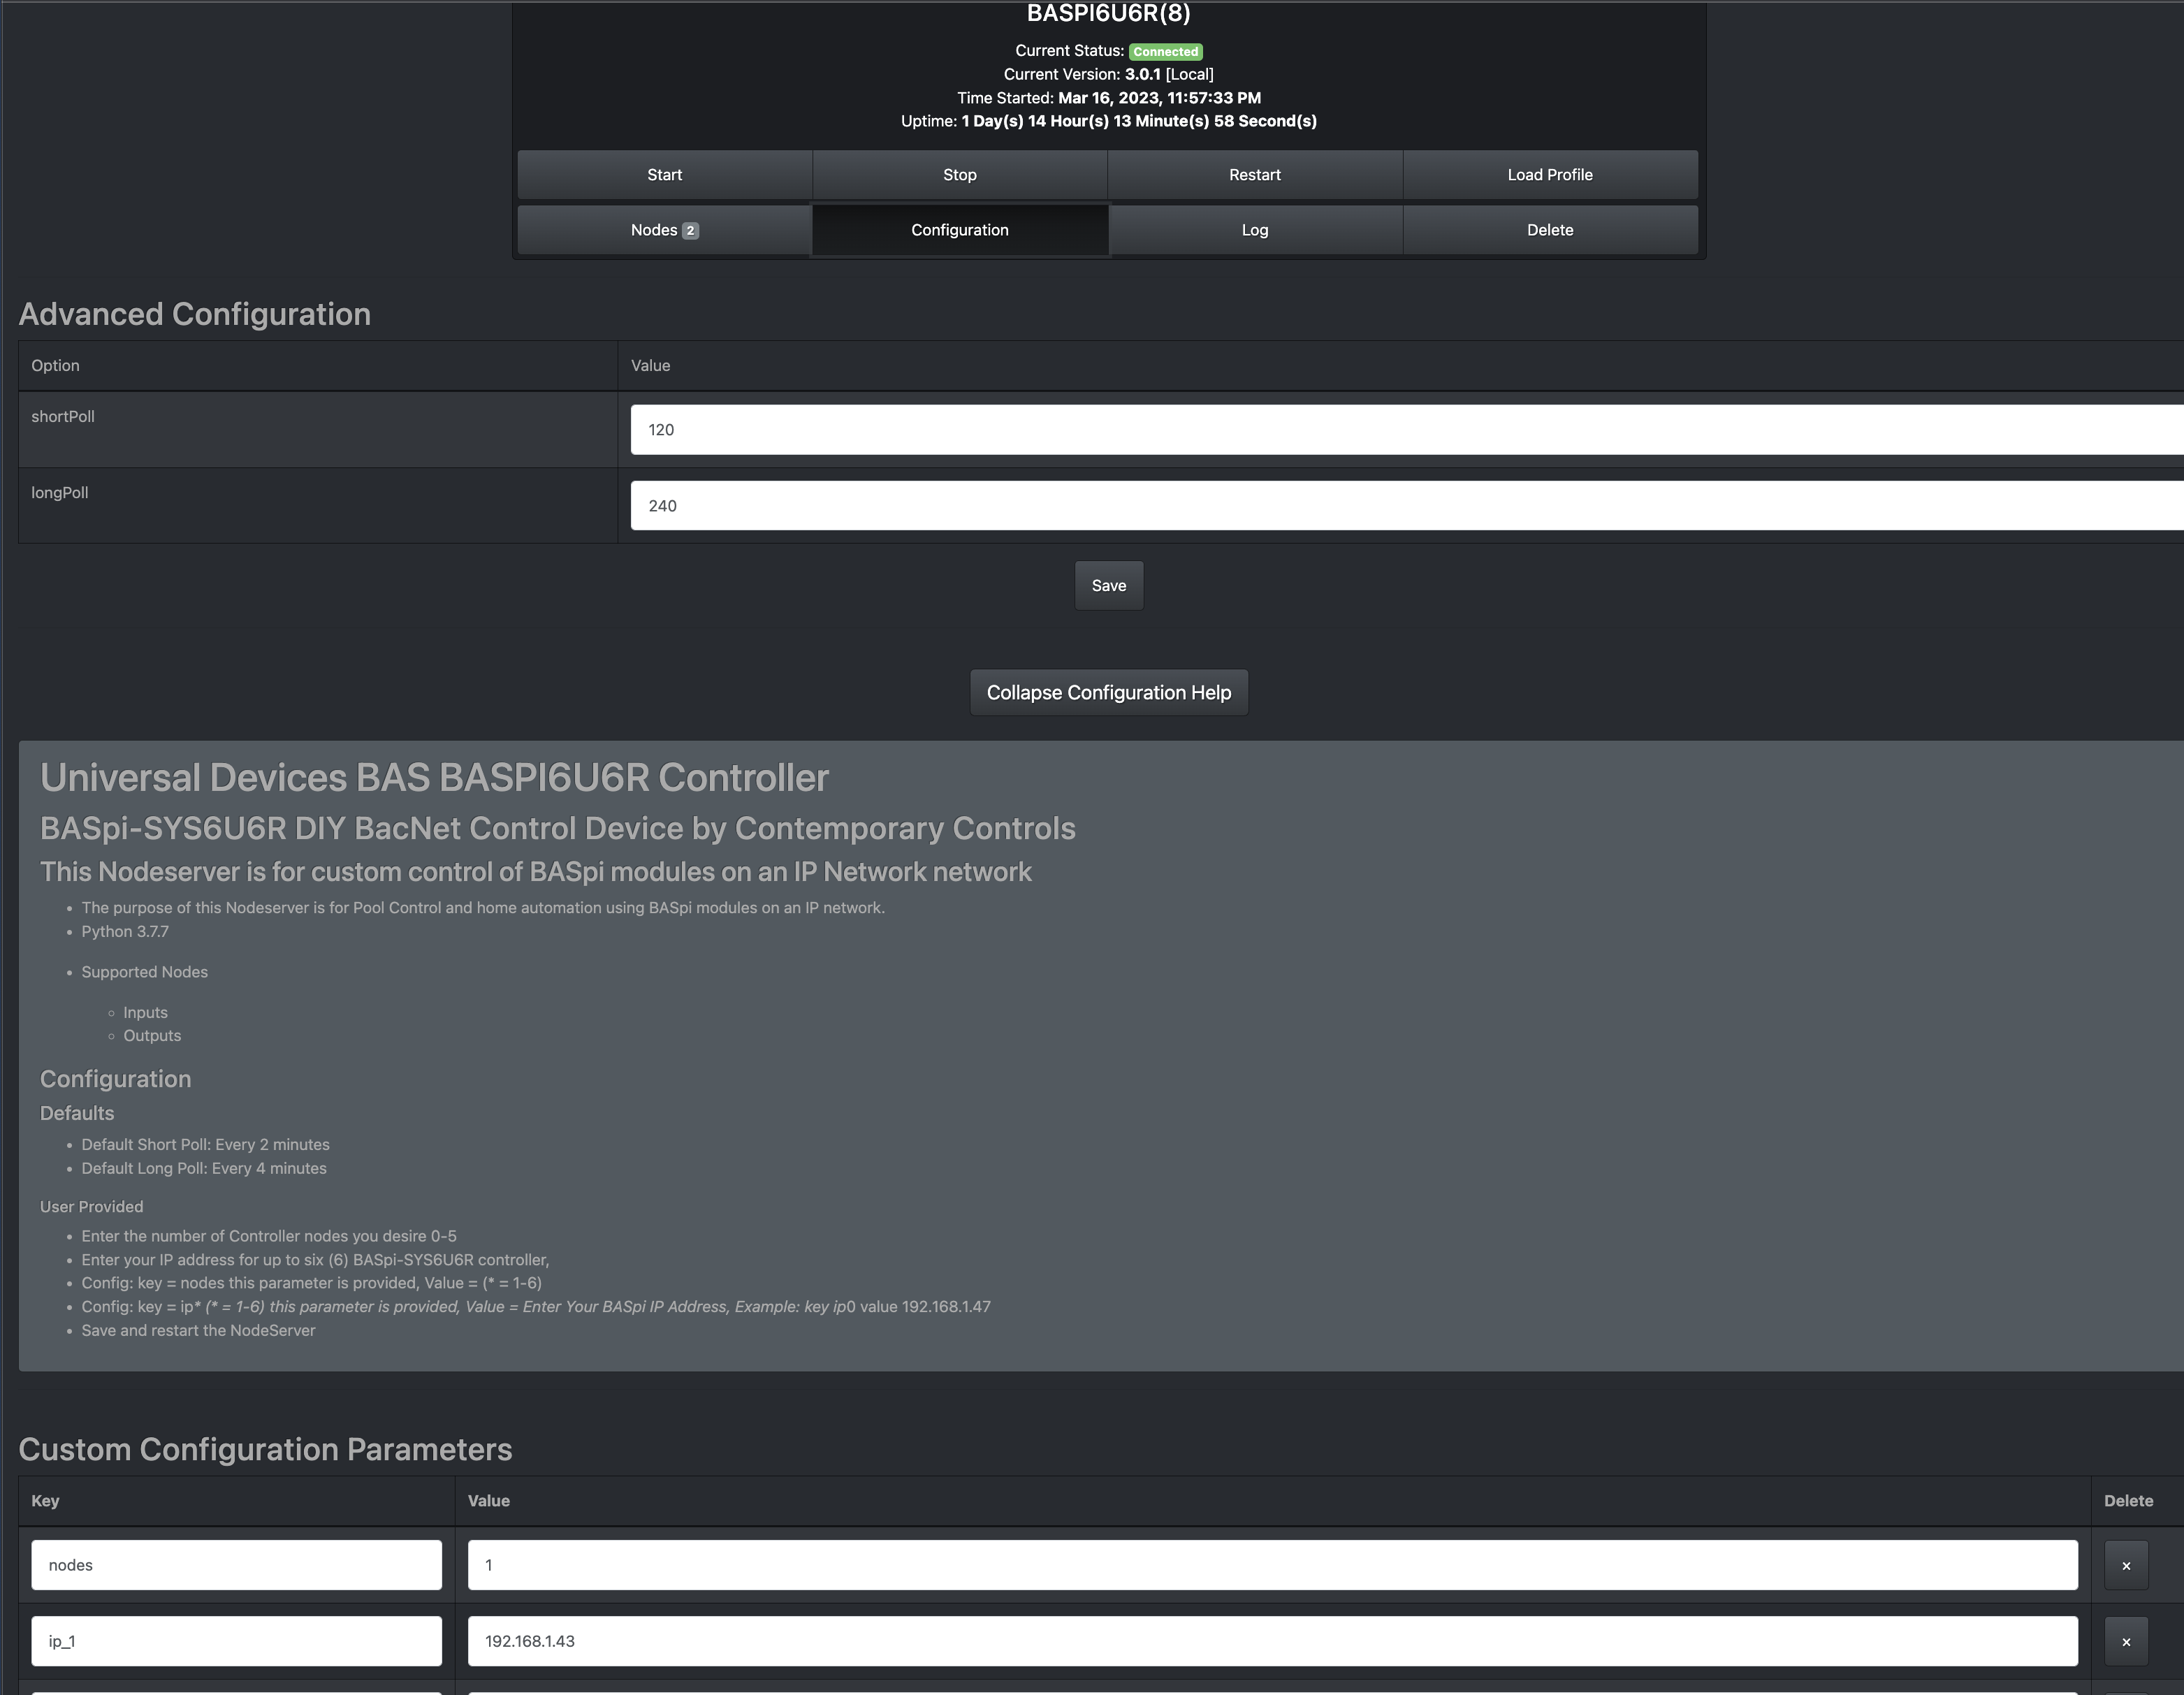 BASPI6U6R(8)
Current Status: Connected
Current Version: 3.0.1 [Local]
Time Started: Mar 16, 2023, 11:57:33 PM
Uptime: 1 Day(s) 14 Hour(s) 13 Minute(s) 58 Second(s)
Start Stop Restart Load Profile
Nodes 2 Configuration Log Delete
Advanced Configuration
Option Value
shortPoll 120
longPoll 240
Save
Collapse Configuration Help
Universal Devices BAS BASPI6U6R Controller
BASpi-SYS6U6R DIY BacNet Control Device by Contemporary Controls
This Nodeserver is for custom control of BASpi modules on an IP Network network
• The purpose of this Nodeserver is for Pool Control and home automation using BASpi modules on an IP network.
• Python 3.7.7
• Supported Nodes
◦ Inputs
◦ Outputs
Configuration
Defaults
• Default Short Poll: Every 2 minutes
• Default Long Poll: Every 4 minutes
User Provided
• Enter the number of Controller nodes you desire 0-5
• Enter your IP address for up to six (6) BASpi-SYS6U6R controller,
• Config: key = nodes this parameter is provided, Value = (* = 1-6)
• Config: key = ip* (* = 1-6) this parameter is provided, Value = Enter Your BASpi IP Address, Example: key ip0 value 192.168.1.47
• Save and restart the NodeServer
Custom Configuration Parameters
Key Value Delete
nodes 1 ×
ip_1 192.168.1.43 ×